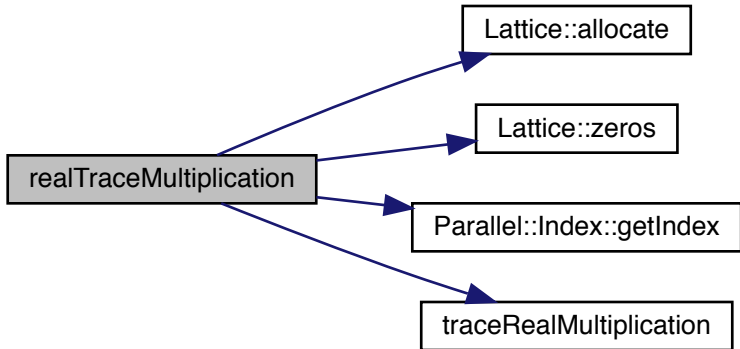 Lattice::allocate
Lattice::zeros
realTraceMultiplication
Parallel::Index::getIndex
traceRealMultiplication